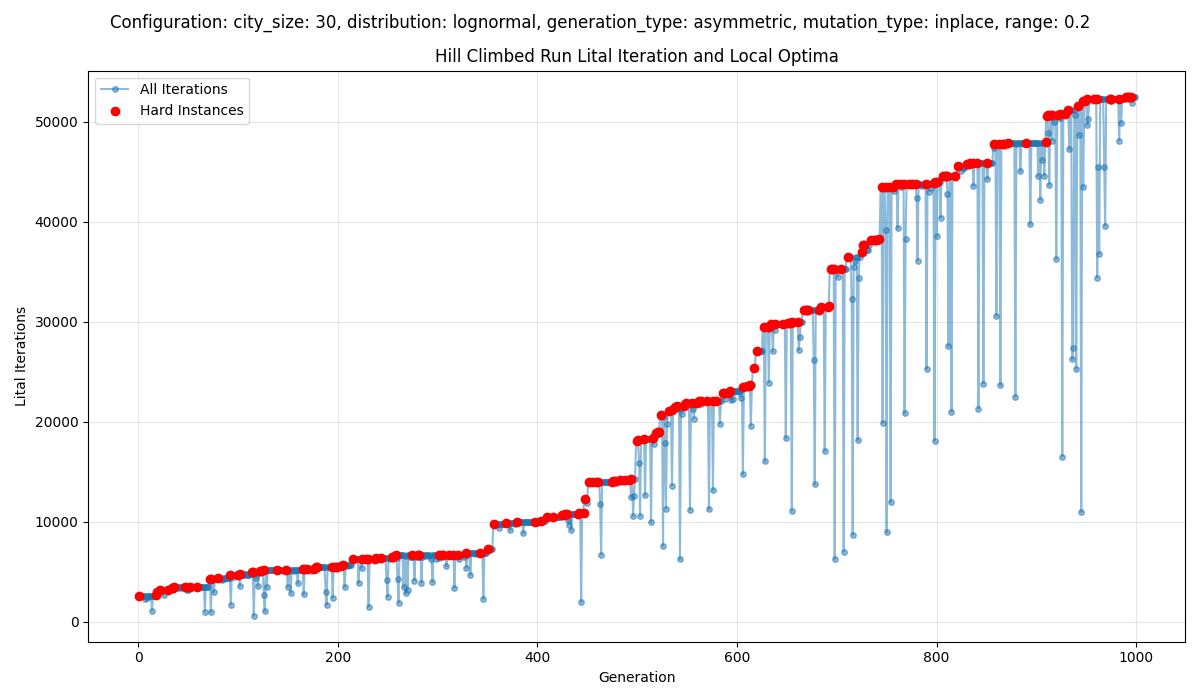 Configuration: city_size: 30, distribution: lognormal, generation_type: asymmetric, mutation_type: inplace, range: 0.2
Hill Climbed Run Lital Iteration and Local Optima
All Iterations
Hard Instances
50000
40000
30000
20000
10000
0
Lital Iterations
0 200 400 600 800 1000
Generation